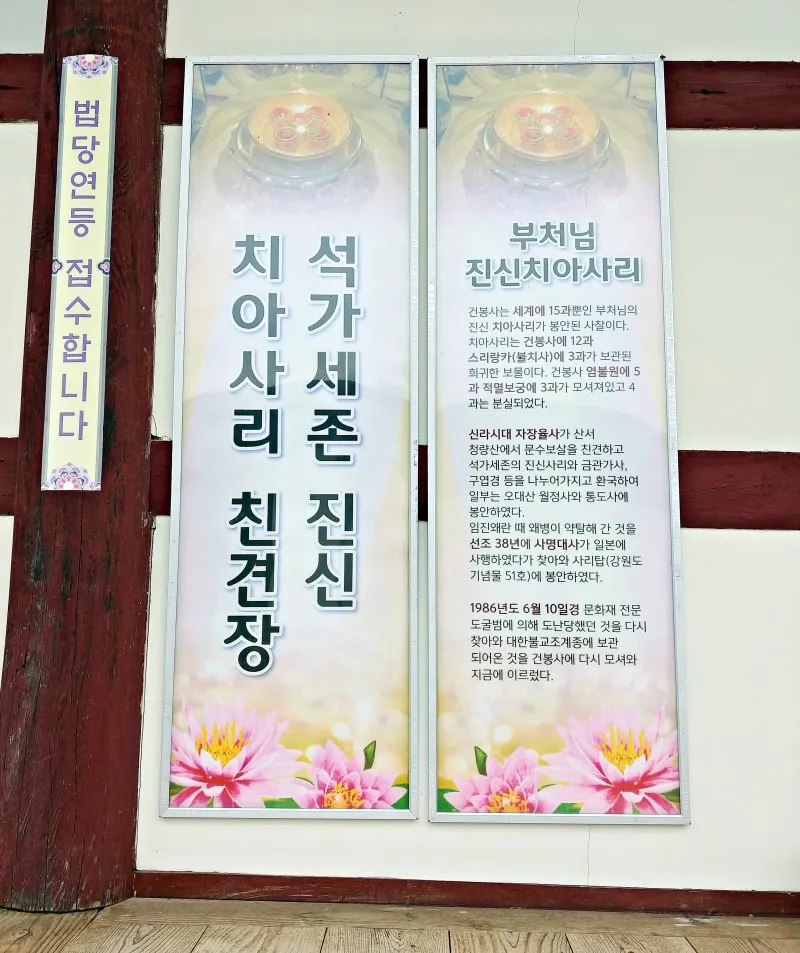 법당연등 접수합니다
석가세존 진신
치아사리 친견장
부처님
진신치아사리
건봉사는 세계에 15과뿐인 부처님의
진신 치아사리가 봉안된 사찰이다.
치아사리는 건봉사에 12과
스리랑카(불치사)에 3과가 보관된
희귀한 보물이다. 건봉사 염불원에 5
과 적멸보궁에 3과가 모셔져있고 4
과는 분실되었다.
신라시대 자장율사가 산서
청량산에서 문수보살을 친견하고
석가세존의 진신사리와 금관가사,
구엽경 등을 나누어가지고 환국하여
일부는 오대산 월정사와 통도사에
봉안하였다.
임진왜란 때 왜병이 약탈해 간 것을
선조 38년에 사명대사가 일본에
사행하였다가 찾아와 사리탑(강원도
기념물 51호)에 봉안하였다.
1986년도 6월 10일경 문화재 전문
도굴범에 의해 도난당했던 것을 다시
찾아와 대한불교조계종에 보관
되어온 것을 건봉사에 다시 모셔와
지금에 이르렀다.